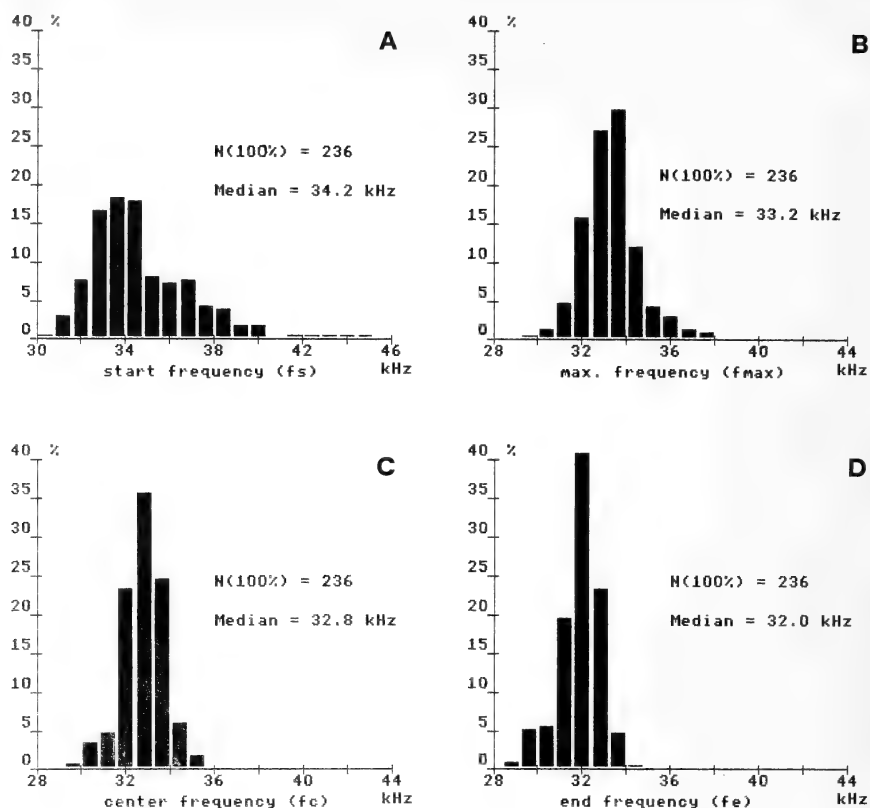 40 %
A
35
30
25
N(100%) = 236
20
Median = 34.2 kHz
15
10
5
0
30 34 38 42 46
start frequency (fs) kHz
40 %
B
35
30
25
N(100%) = 236
20
Median = 33.2 kHz
15
10
5
0
28 32 36 40 44
max. frequency (fmax) kHz
40 %
C
35
30
25
N(100%) = 236
20
Median = 32.8 kHz
15
10
5
0
28 32 36 40 44
center frequency (fc) kHz
40 %
D
35
30
25
N(100%) = 236
20
Median = 32.0 kHz
15
10
5
0
28 32 36 40 44
end frequency (fe) kHz